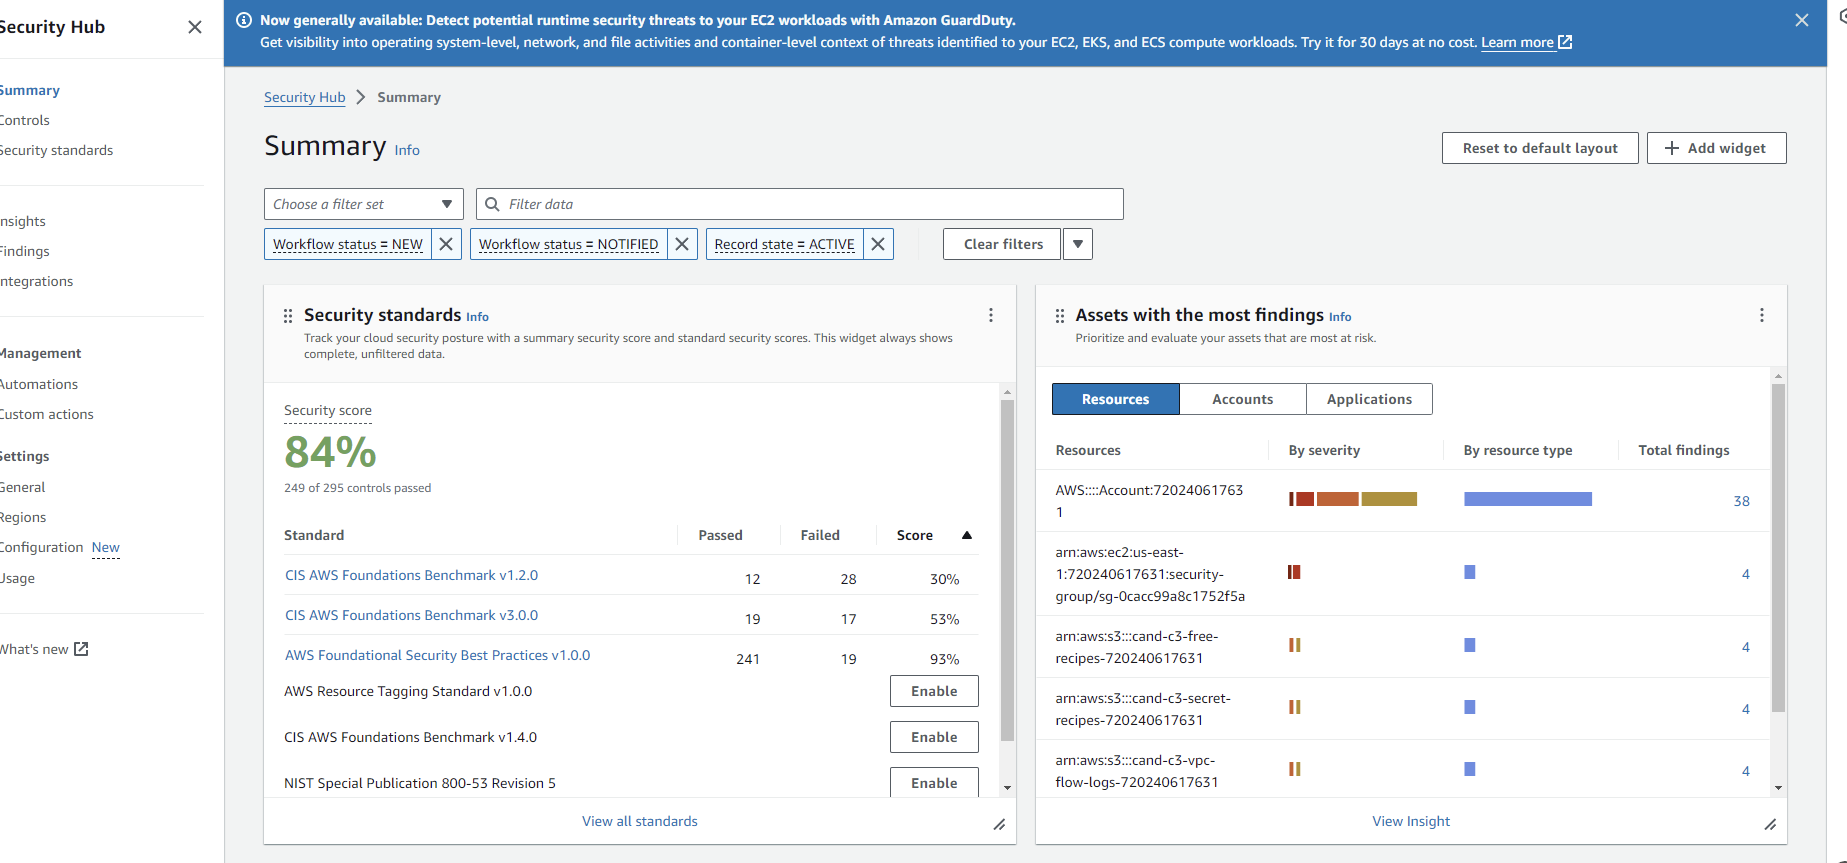 Security Hub
Summary
Controls
Security standards
Insights
Findings
Integrations
Management
Automations
Custom actions
Settings
General
Regions
Configuration New
Usage
What's new
Now generally available: Detect potential runtime security threats to your EC2 workloads with Amazon GuardDuty.
Get visibility into operating system-level, network, and file activities and container-level context of threats identified to your EC2, EKS, and ECS compute workloads. Try it for 30 days at no cost. Learn more
Security Hub > Summary
Summary Info
Reset to default layout
+ Add widget
Choose a filter set
Filter data
Workflow status = NEW
Workflow status = NOTIFIED
Record state = ACTIVE
Clear filters
Security standards Info
Track your cloud security posture with a summary security score and standard security scores. This widget always shows
complete, unfiltered data.
Security score
84%
249 of 295 controls passed
Standard Passed Failed Score
CIS AWS Foundations Benchmark v1.2.0 12 28 30%
CIS AWS Foundations Benchmark v3.0.0 19 17 53%
AWS Foundational Security Best Practices v1.0.0 241 19 93%
AWS Resource Tagging Standard v1.0.0 Enable
CIS AWS Foundations Benchmark v1.4.0 Enable
NIST Special Publication 800-53 Revision 5 Enable
View all standards
Assets with the most findings Info
Prioritize and evaluate your assets that are most at risk.
Resources Accounts Applications
Resources By severity By resource type Total findings
AWS::::Account:72024061763
1
38
arn:aws:ec2:us-east-
1:720240617631:security-
group/sg-0cacc99a8c1752f5a
4
arn:aws:s3:::cand-c3-free-
recipes-720240617631
4
arn:aws:s3:::cand-c3-secret-
recipes-720240617631
4
arn:aws:s3:::cand-c3-vpc-
flow-logs-720240617631
4
View Insight